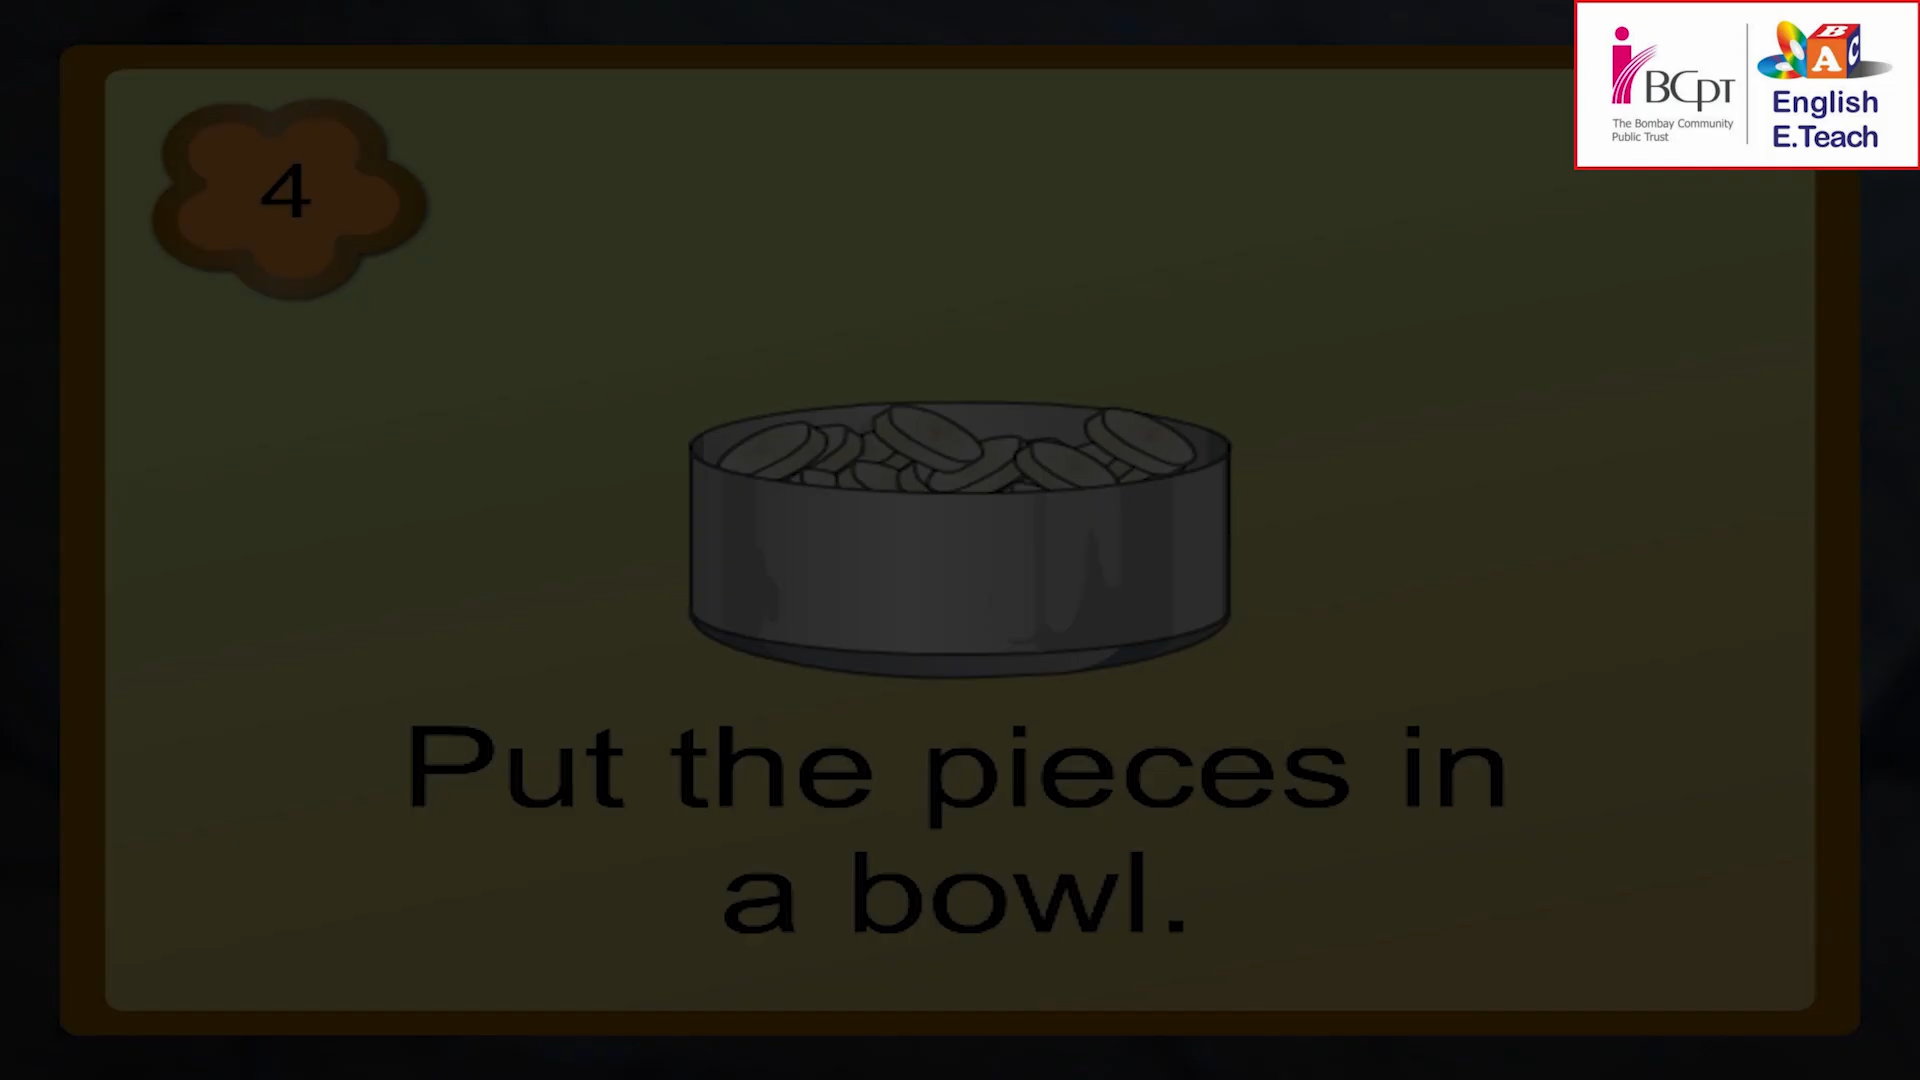 4
Put the pieces in
a bowl.
BCPT
The Bombay Community
Public Trust
A B C
English
E.Teach